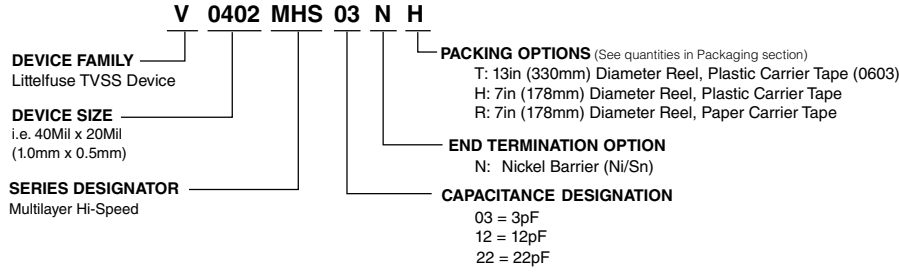 V 0402 MHS 03 N H
DEVICE FAMILY
Littelfuse TVSS Device
DEVICE SIZE
i.e. 40Mil x 20Mil
(1.0mm x 0.5mm)
SERIES DESIGNATOR
Multilayer Hi-Speed
PACKING OPTIONS (See quantities in Packaging section)
T: 13in (330mm) Diameter Reel, Plastic Carrier Tape (0603)
H: 7in (178mm) Diameter Reel, Plastic Carrier Tape
R: 7in (178mm) Diameter Reel, Paper Carrier Tape
END TERMINATION OPTION
N: Nickel Barrier (Ni/Sn)
CAPACITANCE DESIGNATION
03 = 3pF
12 = 12pF
22 = 22pF